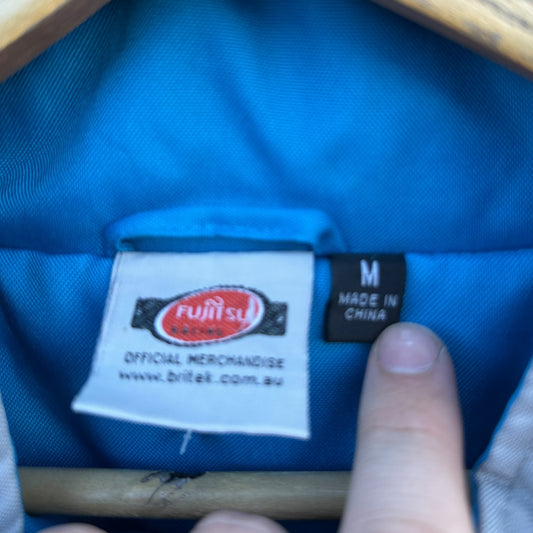 FUJITSU
RACING
OFFICIAL MERCHANDISE
www.britek.com.au
M
MADE IN
CHINA